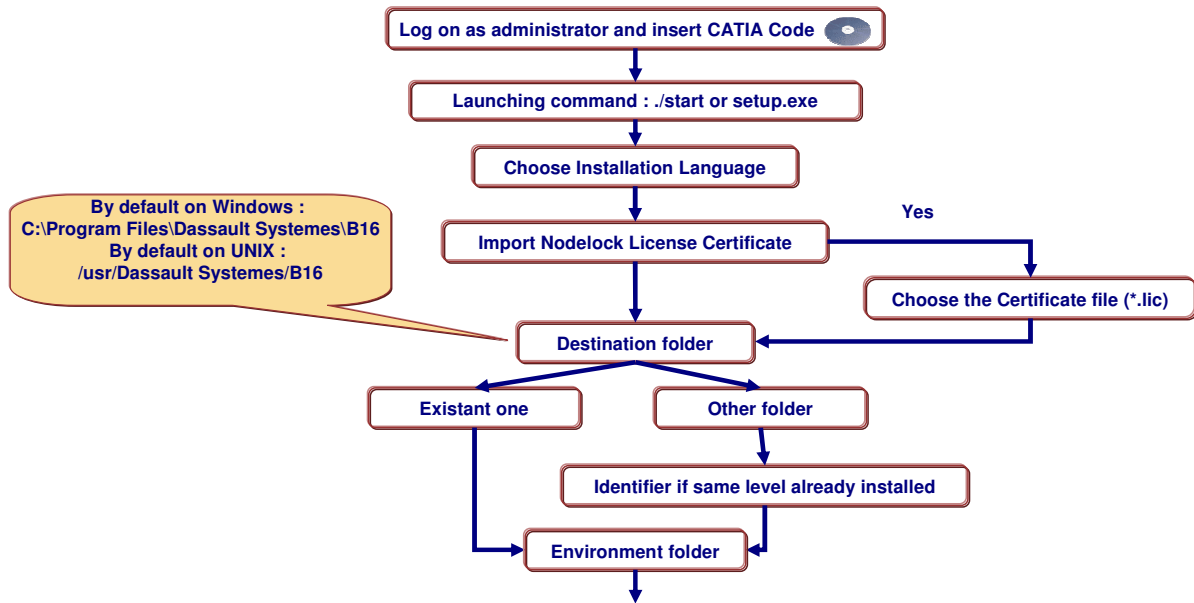 Log on as administrator and insert CATIA Code
Launching command : ./start or setup.exe
Choose Installation Language
By default on Windows :
C:\Program Files\Dassault Systemes\B16
By default on UNIX :
/usr/Dassault Systemes/B16
Yes
Import Nodelock License Certificate
Choose the Certificate file (*.lic)
Destination folder
Existant one
Other folder
Identifier if same level already installed
Environment folder